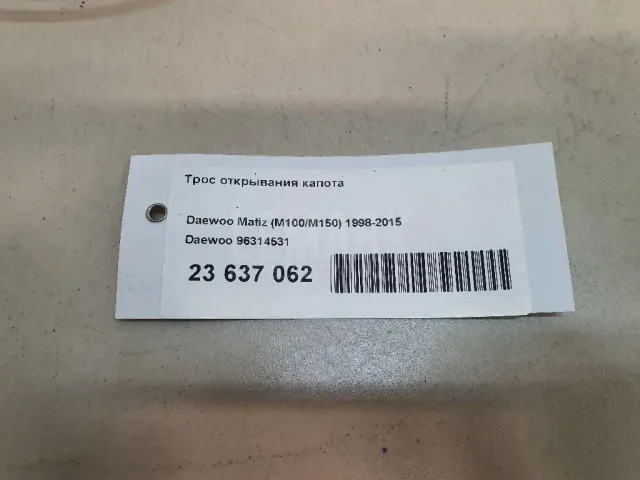 Трос открывания капота
Daewoo Matiz (M100/M150) 1998-2015
Daewoo 96314531
23 637 062